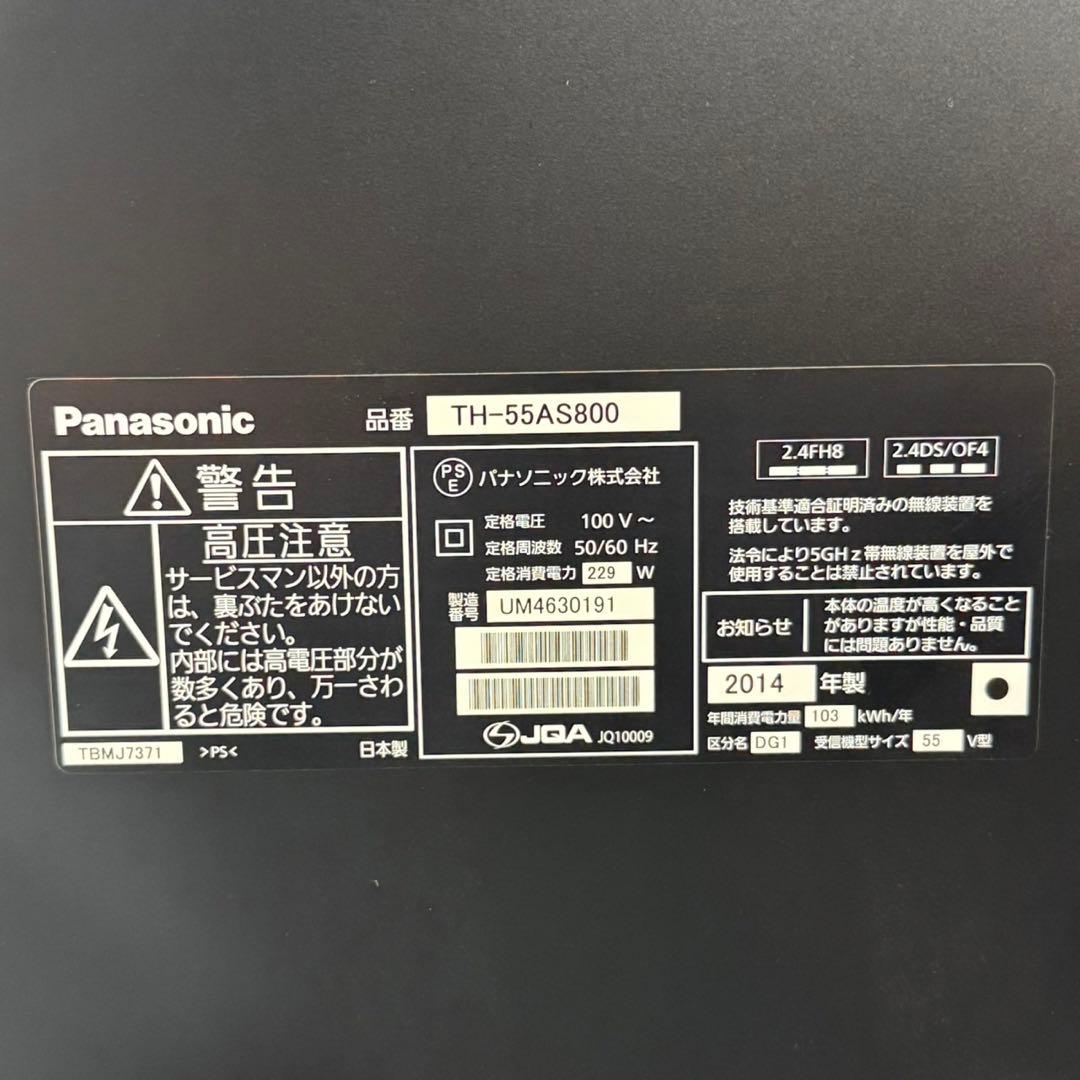 Panasonic
品番 TH-55AS800
警告
高圧注意
サービスマン以外の方
は、裏ぶたをあけない
でください。
内部には高電圧部分が
数多くあり、万一さわ
ると危険です。
TBMJ7371 >PS< 日本製
PSE パナソニック株式会社
定格電圧 100 V～
定格周波数 50/60 Hz
定格消費電力 229 W
製造番号 UM4630191
JQA JQ10009
2.4FH8 2.4DS/OF4
技術基準適合証明済みの無線装置を
搭載しています。
法令により5GHz帯無線装置を屋外で
使用することは禁止されています。
お知らせ
本体の温度が高くなること
がありますが性能・品質
には問題ありません。
2014 年製
年間消費電力量 103 kWh/年
区分名 DG1 受信機型サイズ 55 V型